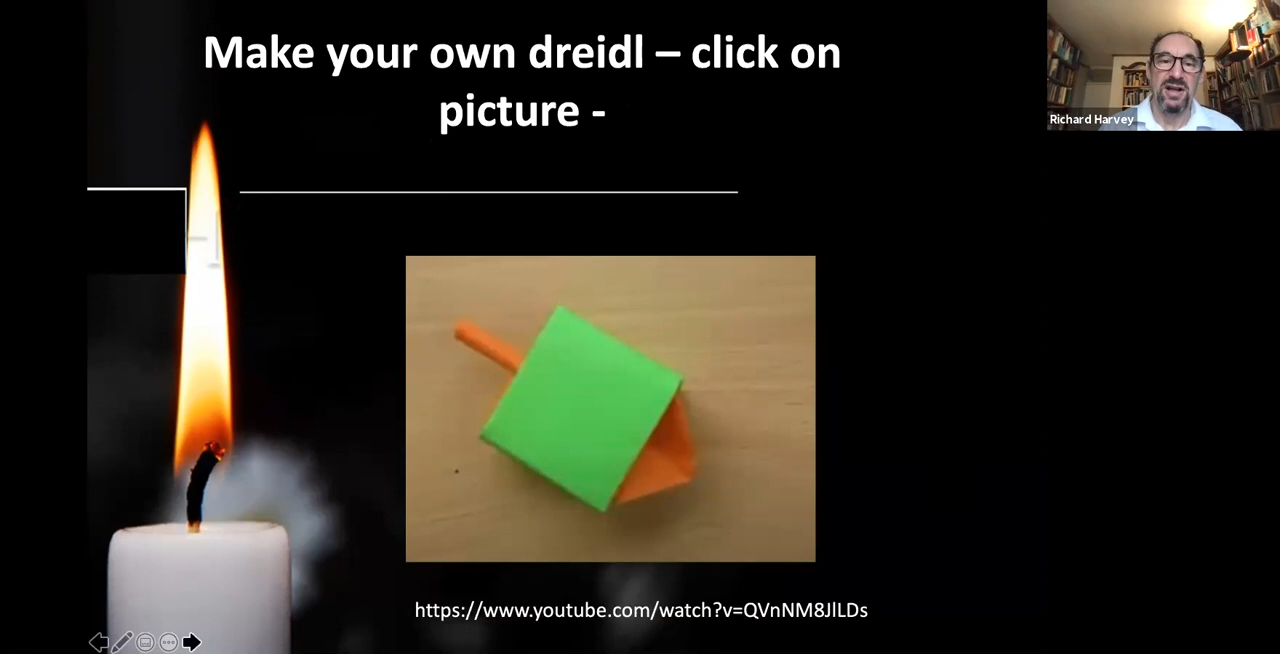 Make your own dreidl – click on
picture -
Richard Harvey
https://www.youtube.com/watch?v=QVnNM8JlLDs